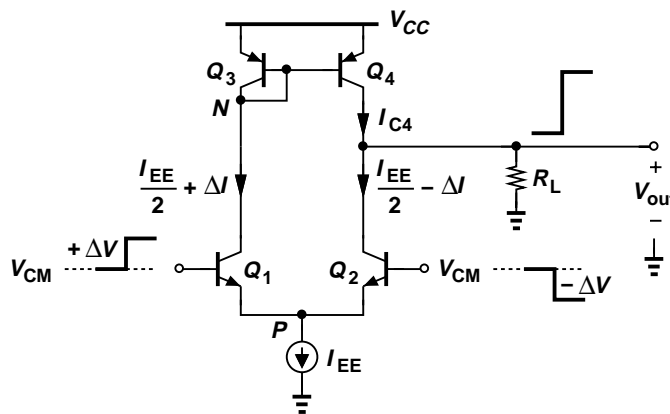 V_CC
Q_3
Q_4
N
I_C4
I_EE/2 + ΔI
I_EE/2 − ΔI
R_L
+
V_out
−
+ ΔV
V_CM
Q_1
Q_2
V_CM
− ΔV
P
I_EE